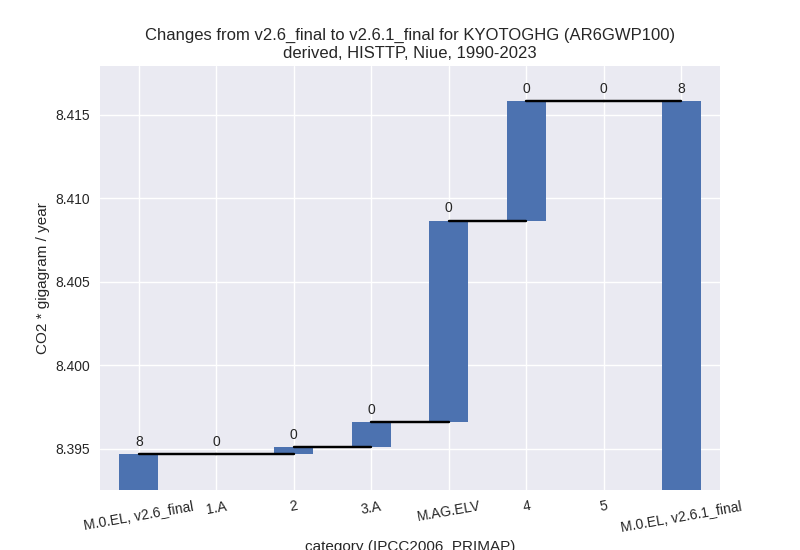 Changes from v2.6_final to v2.6.1_final for KYOTOGHG (AR6GWP100)
derived, HISTTP, Niue, 1990-2023
0 0 8
8.415
0
8.410
8.405
CO2 * gigagram / year
8.400
0
8 0 0
8.395
M.0.EL, v2.6_final 1.A 2 3.A M.AG.ELV 4 5 M.0.EL, v2.6.1_final
category (IPCC2006_PRIMAP)